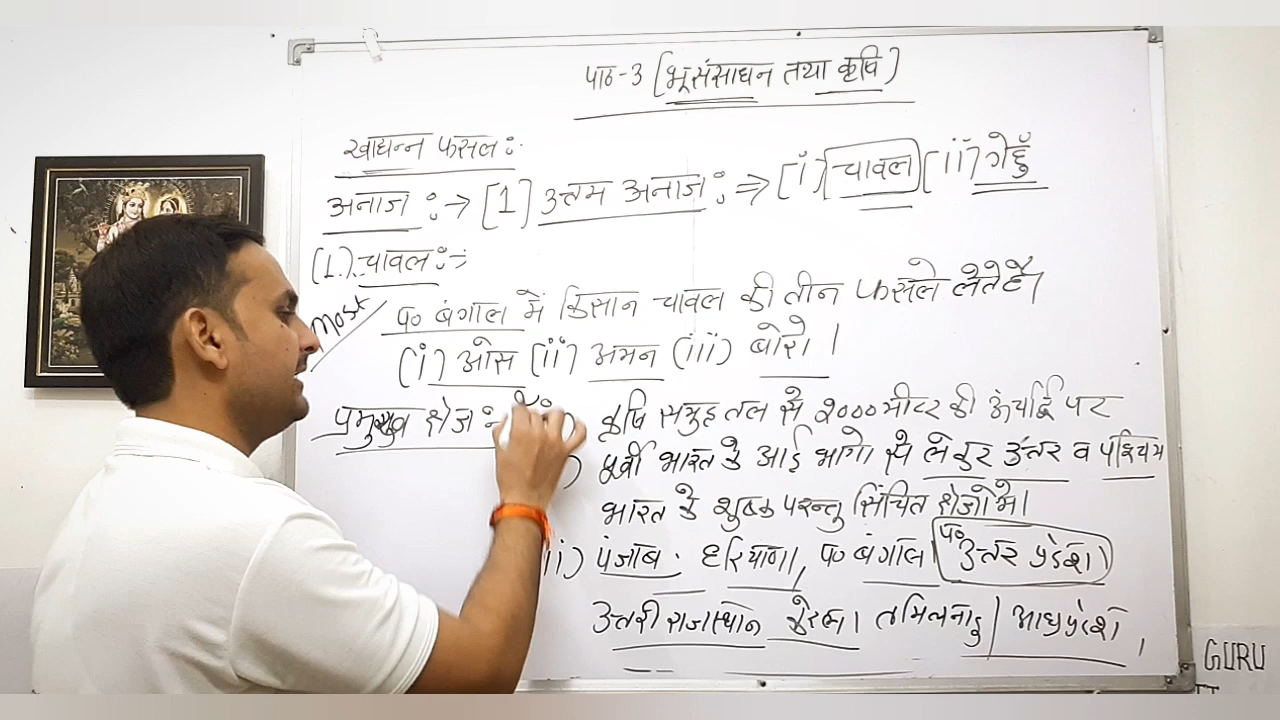 पाठ-3 [भूसंसाधन तथा कृषि]
खाद्यन्न फसल :-
अनाज :→ [1] उत्तम अनाज :⇒ [i] चावल [ii] गेहुँ
(1.) चावल :-
Most प० बंगाल में किसान चावल की तीन फसले लेते है।
(i) ओस (ii) अमन (iii) बोरो।
प्रमुख क्षेत्र कृषि समुद्र तल से 2000 मीटर की ऊंचाई पर
पूर्वी भारत के आर्द्र भागो से लेकर उत्तर व पश्चिम
भारत के शुष्क परन्तु सिंचित क्षेत्रो मे।
पंजाब. हरियाणा, प० बंगाल। प० उत्तर प्रदेश।
उत्तरी राजस्थान केरल। तमिलनाडु| आंध्रप्रदेश,
GURU